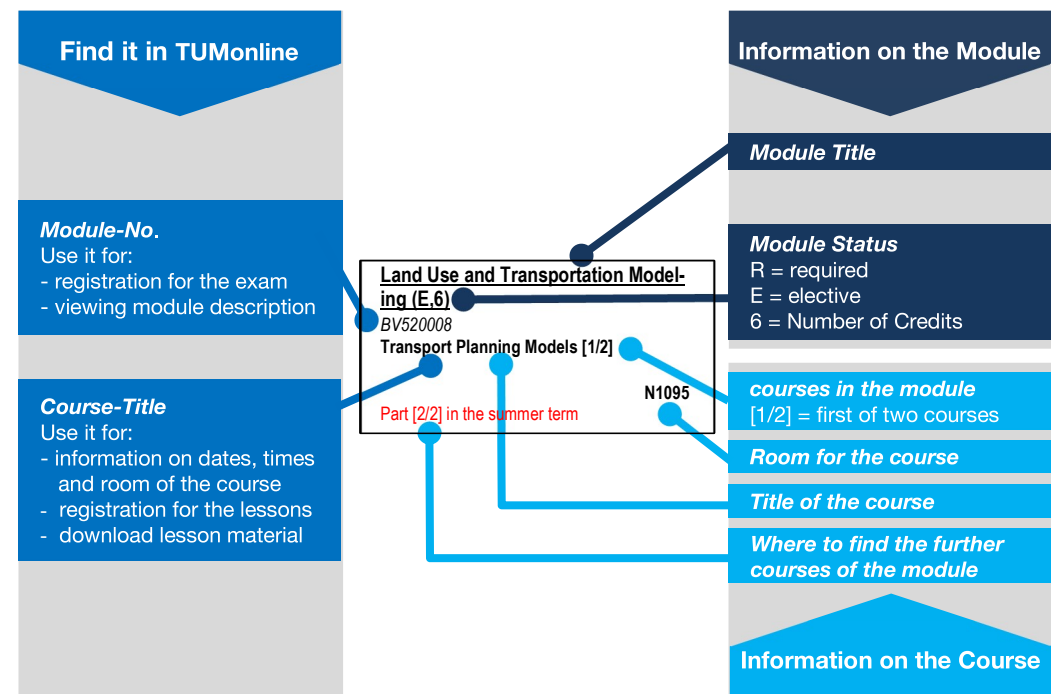 Find it in TUMonline
Module-No.
Use it for:
- registration for the exam
- viewing module description
Course-Title
Use it for:
- information on dates, times
and room of the course
- registration for the lessons
- download lesson material
Land Use and Transportation Model-
ing (E,6)
BV520008
Transport Planning Models [1/2]
N1095
Part [2/2] in the summer term
Information on the Module
Module Title
Module Status
R = required
E = elective
6 = Number of Credits
courses in the module
[1/2] = first of two courses
Room for the course
Title of the course
Where to find the further
courses of the module
Information on the Course